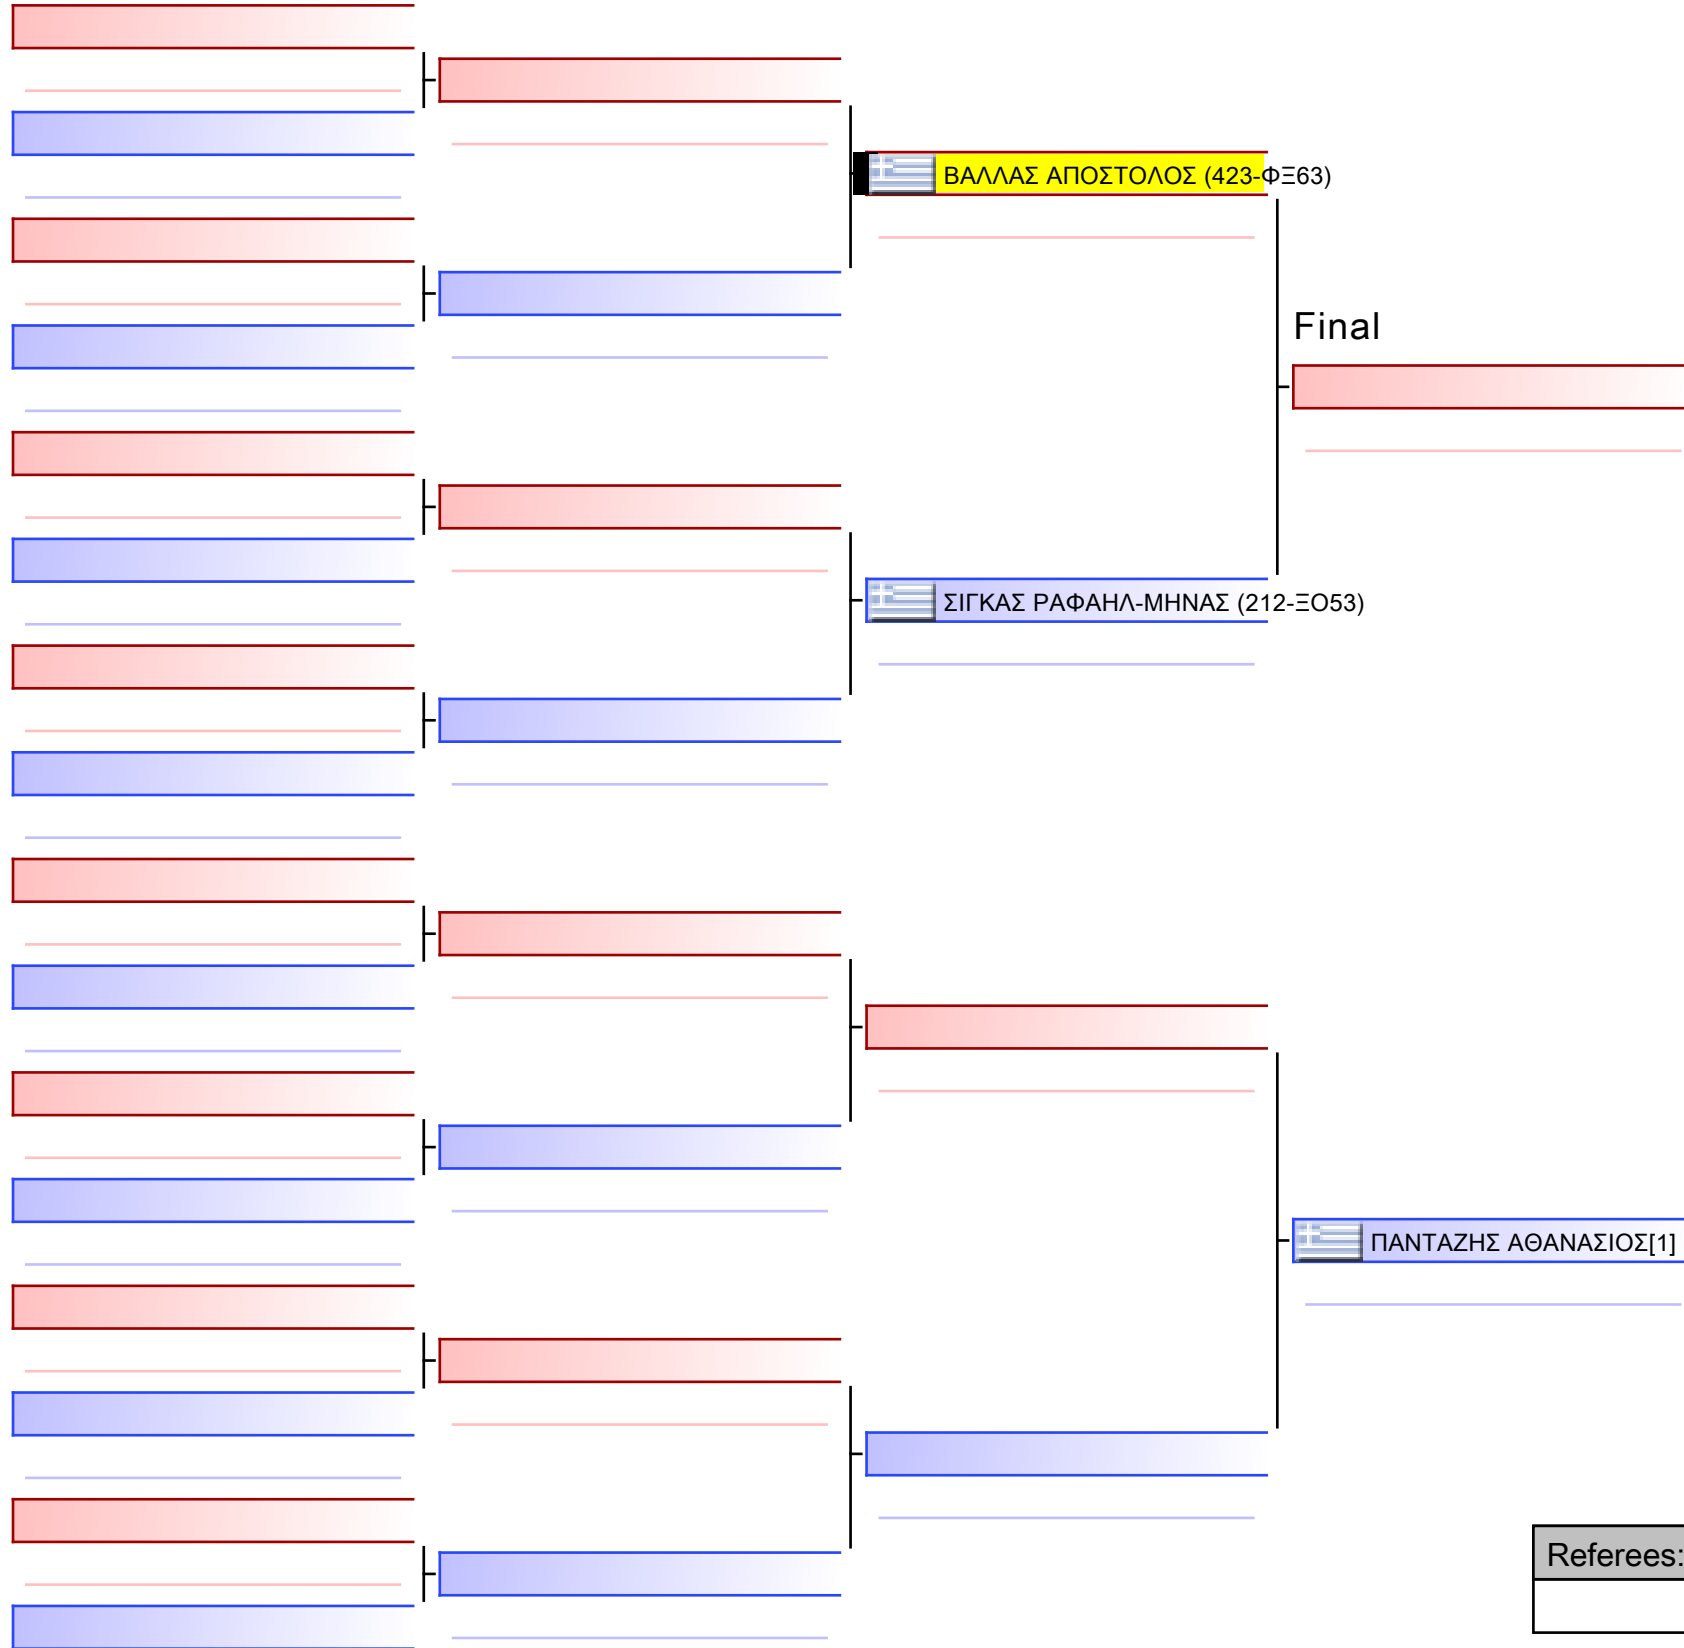 ΒΑΛΛΑΣ ΑΠΟΣΤΟΛΟΣ (423-ΦΞ63)
Final
ΣΙΓΚΑΣ ΡΑΦΑΗΛ-ΜΗΝΑΣ (212-ΞΟ53)
ΠΑΝΤΑΖΗΣ ΑΘΑΝΑΣΙΟΣ[1]
Referees: